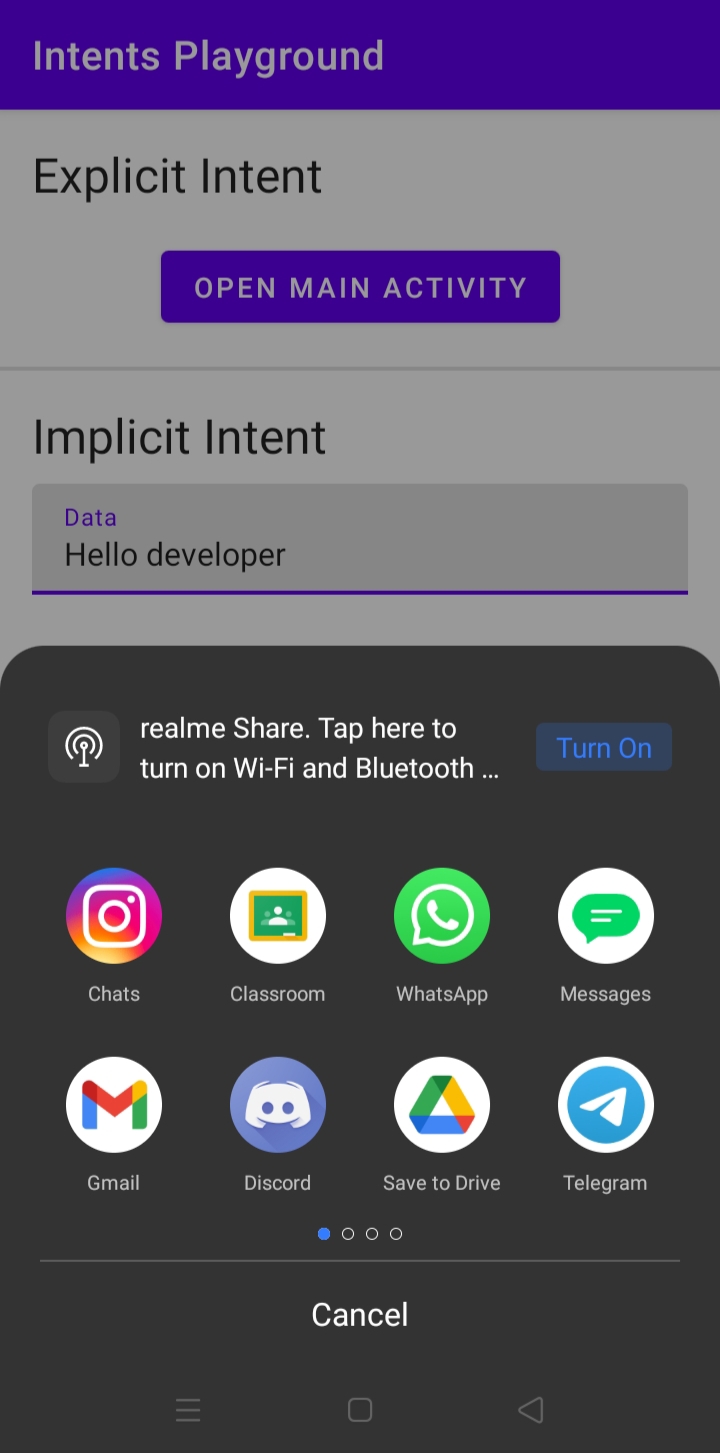 Intents Playground
Explicit Intent
OPEN MAIN ACTIVITY
Implicit Intent
Data
Hello developer
realme Share. Tap here to
turn on Wi-Fi and Bluetooth ...
Turn On
Chats
Classroom
WhatsApp
Messages
Gmail
Discord
Save to Drive
Telegram
Cancel